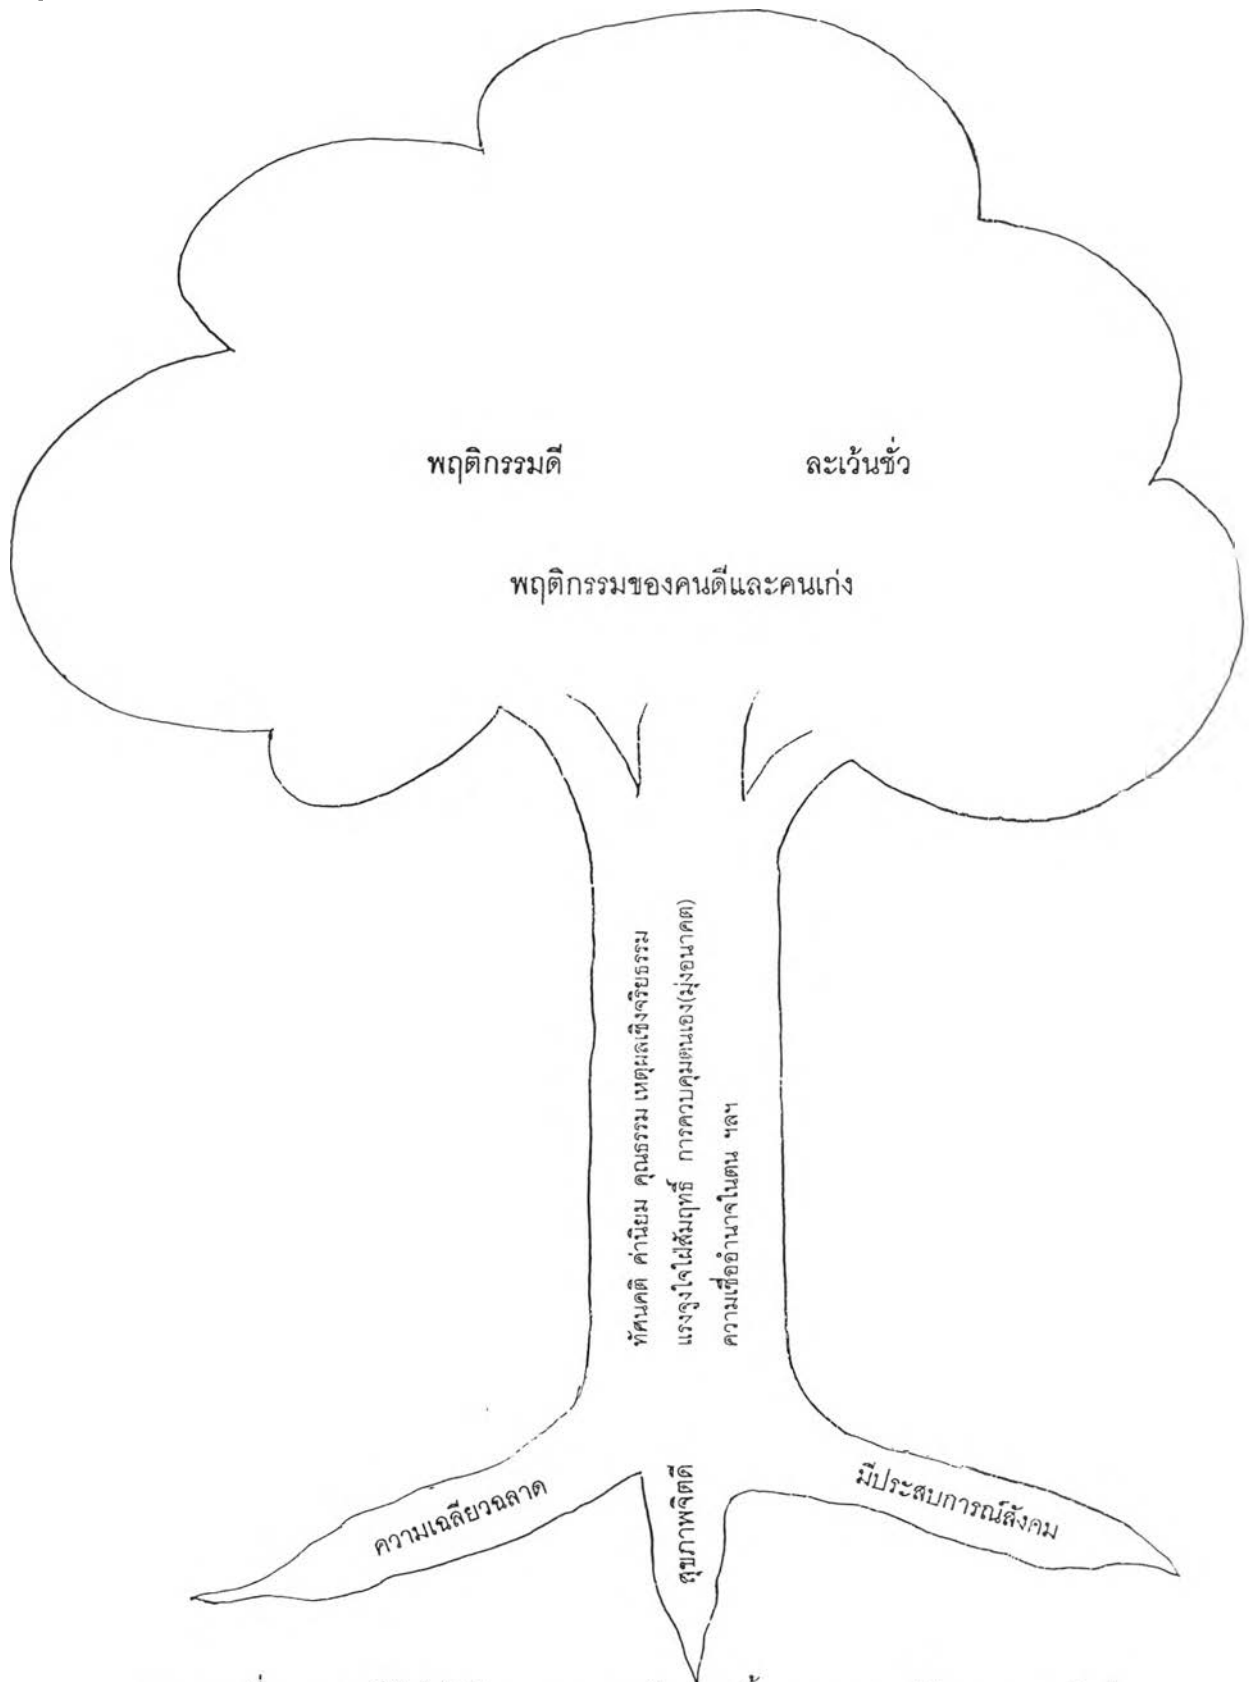 พฤติกรรมดี
ละเว้นชั่ว
พฤติกรรมของคนดีและคนเก่ง
ทัศนคติ ค่านิยม คุณธรรม เหตุผลเชิงจริยธรรม
แรงจูงใจใฝ่สัมฤทธิ์ การควบคุมตนเอง(มุ่งอนาคต)
ความเชื่ออำนาจในตน ฯลฯ
ความเฉลียวฉลาด
สุขภาพจิตดี
มีประสบการณ์สังคม